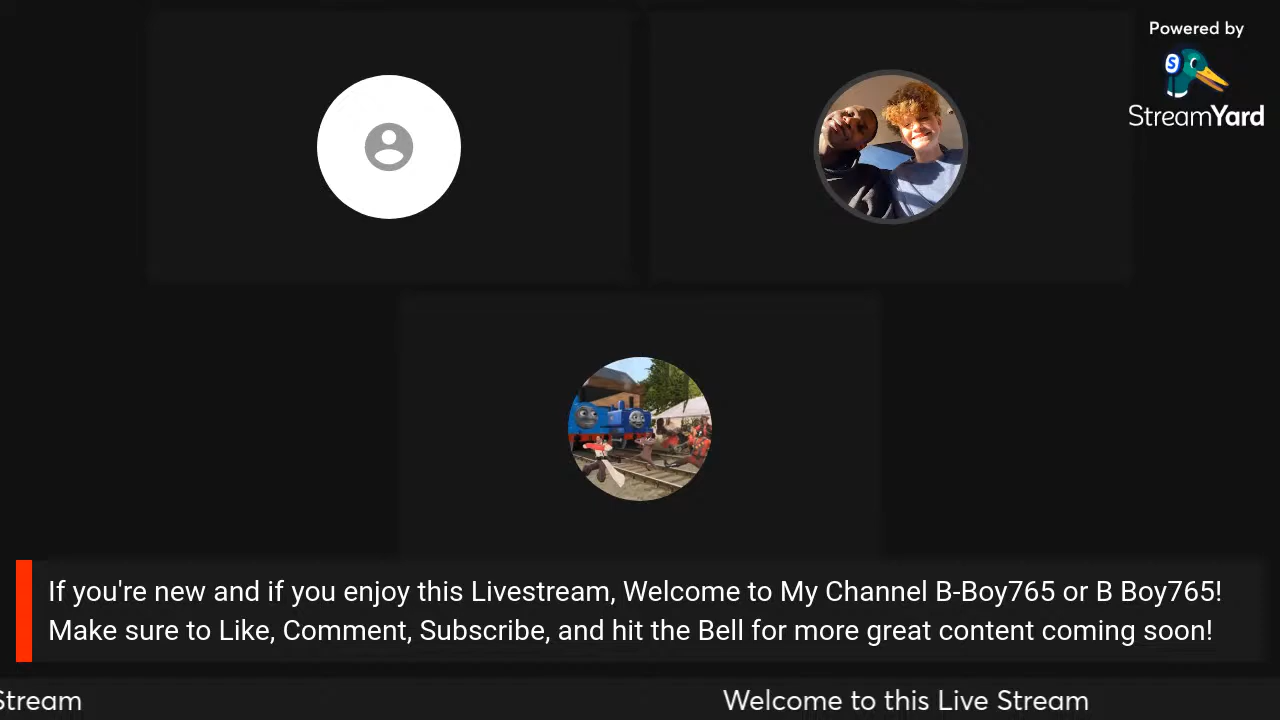 Powered by
S
StreamYard
If you're new and if you enjoy this Livestream, Welcome to My Channel B-Boy765 or B Boy765!
Make sure to Like, Comment, Subscribe, and hit the Bell for more great content coming soon!
Stream
Welcome to this Live Stream